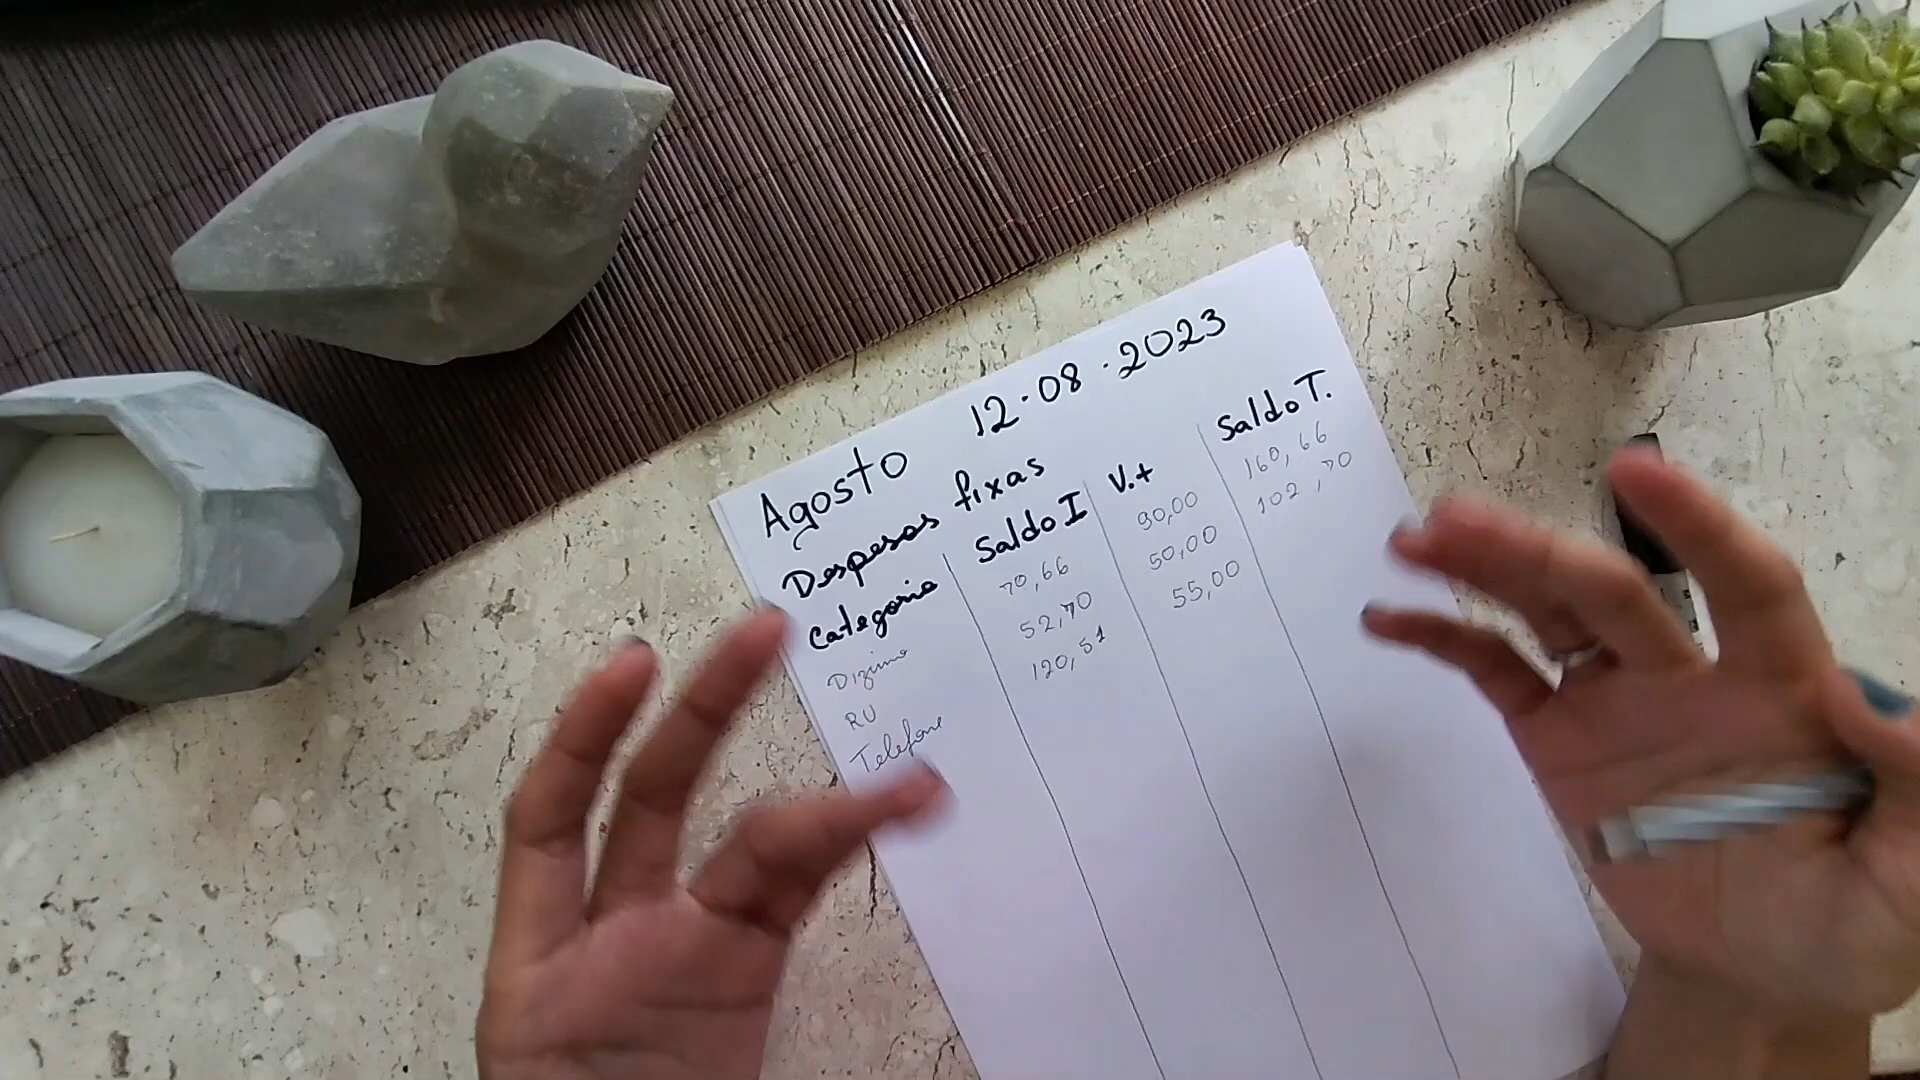 Agosto 12.08.2023
Despesas fixas
Categoria Saldo I V.+ Saldo T.
Dizimo 70,66 90,00 160,66
RU 52,70 50,00 102,70
Telefone 120,51 55,00